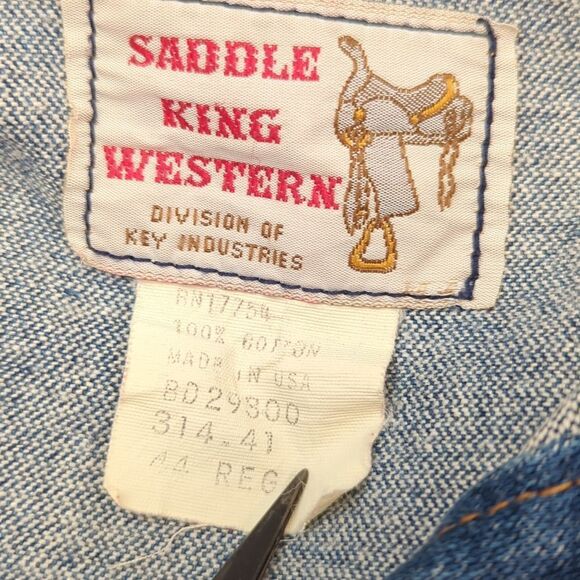 SADDLE
KING
WESTERN
DIVISION OF
KEY INDUSTRIES
RN17754
100% COTTON
MADE IN USA
BD29300
314-41
44 REG